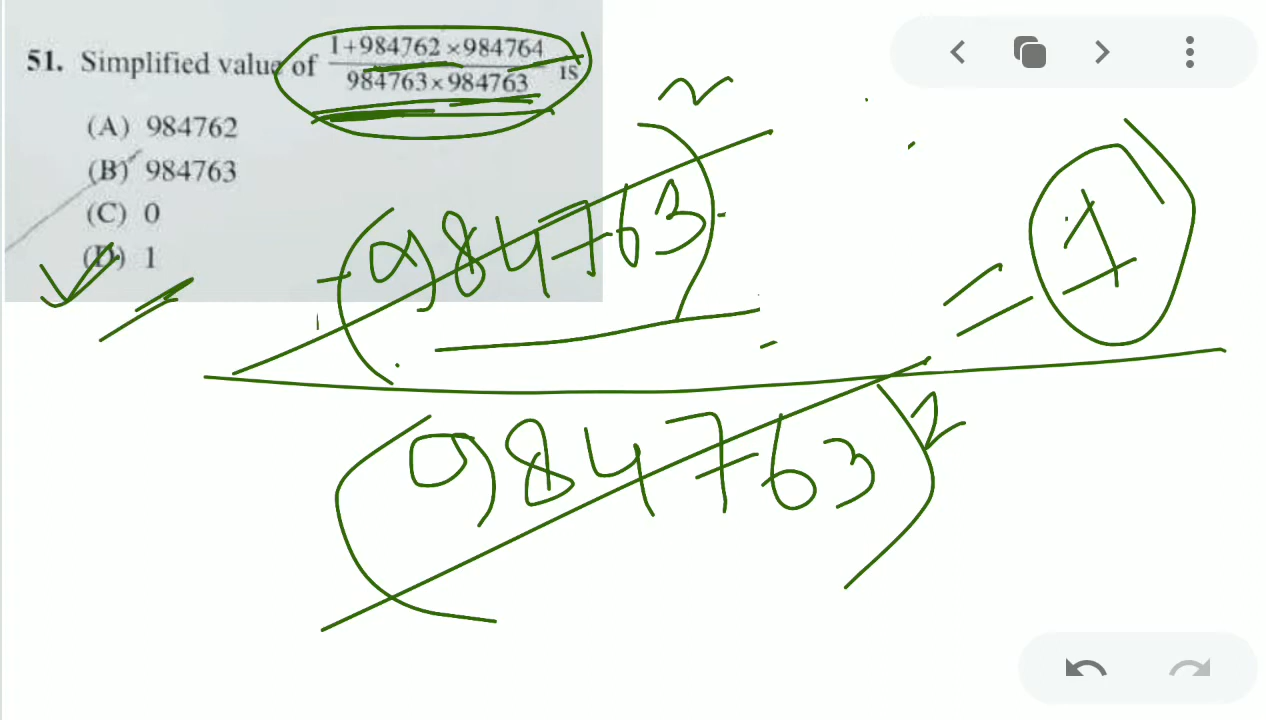 51. Simplified value of 1+984762×984764 / 984763×984763 is
(A) 984762
(B) 984763
(C) 0
(D) 1
(984763)²
= 1
(984763)²